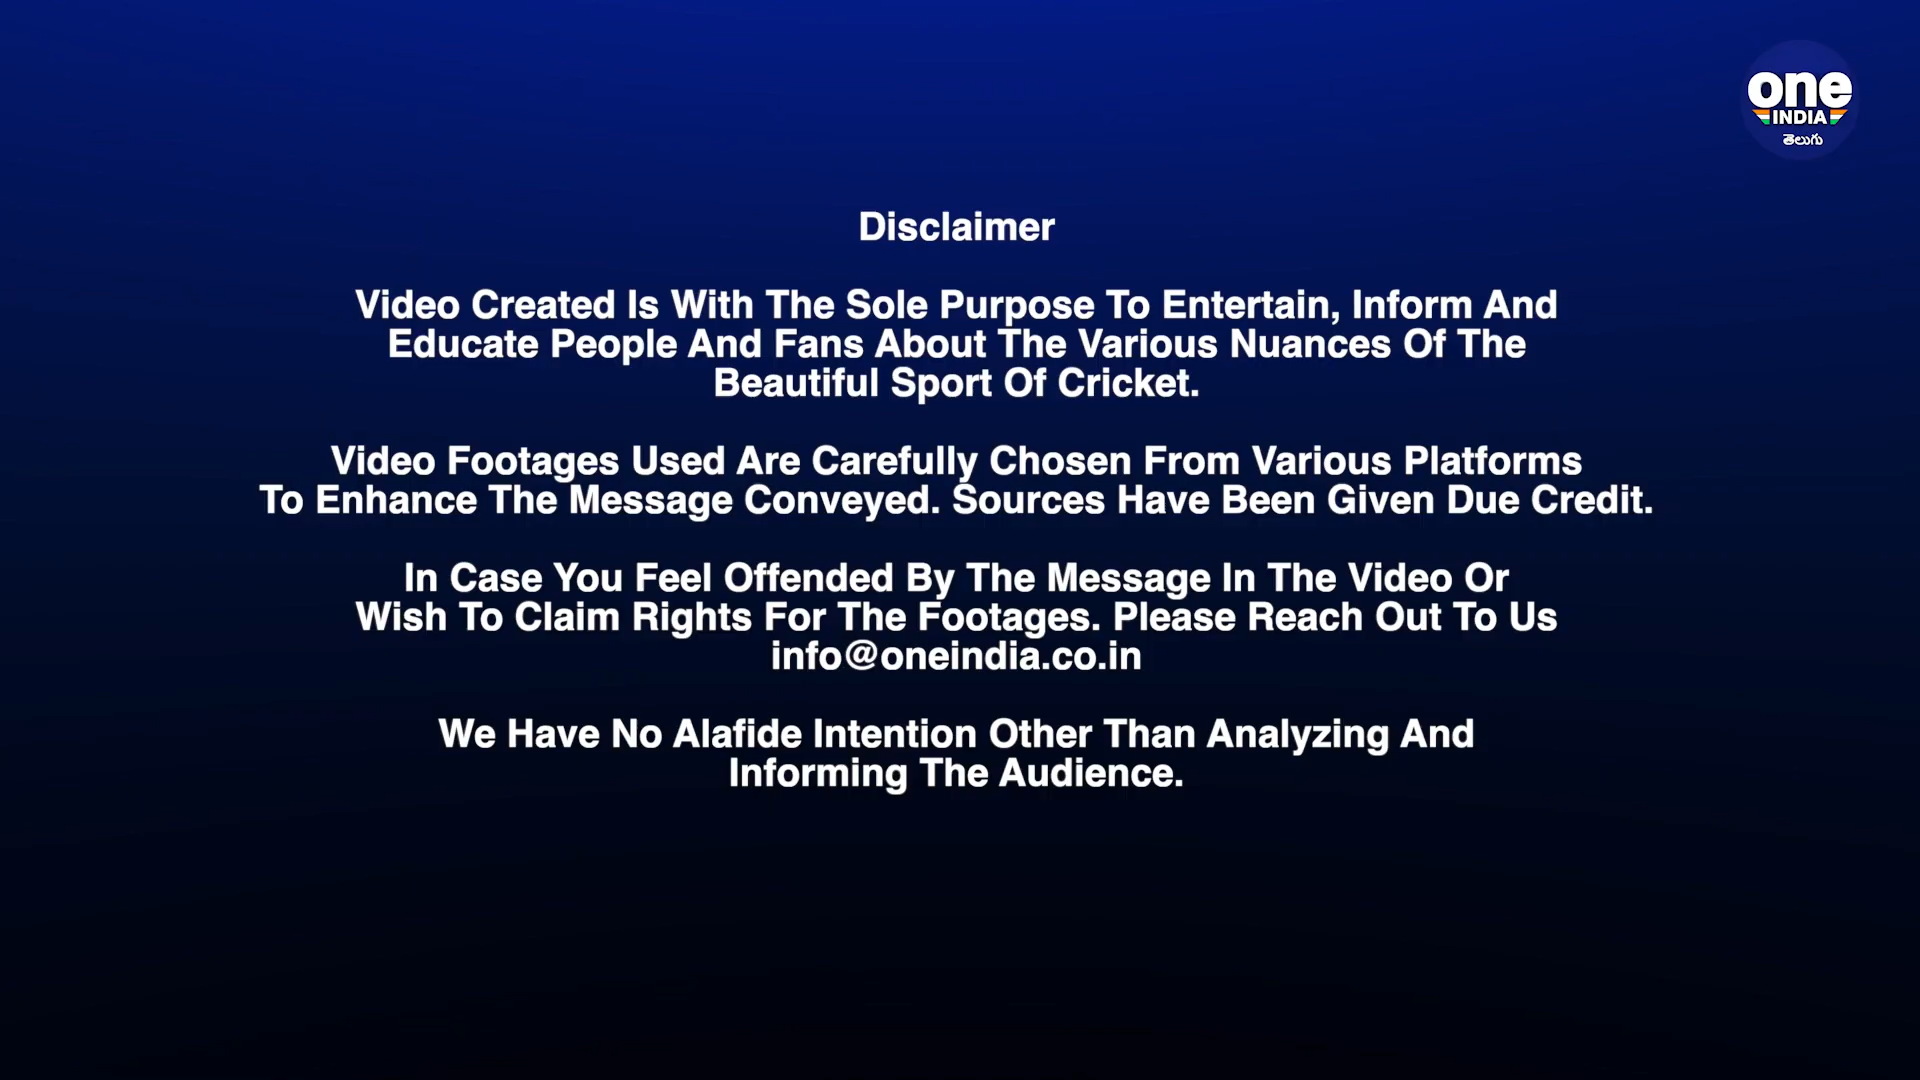 one
INDIA
తెలుగు
Disclaimer
Video Created Is With The Sole Purpose To Entertain, Inform And
Educate People And Fans About The Various Nuances Of The
Beautiful Sport Of Cricket.
Video Footages Used Are Carefully Chosen From Various Platforms
To Enhance The Message Conveyed. Sources Have Been Given Due Credit.
In Case You Feel Offended By The Message In The Video Or
Wish To Claim Rights For The Footages. Please Reach Out To Us
info@oneindia.co.in
We Have No Alafide Intention Other Than Analyzing And
Informing The Audience.